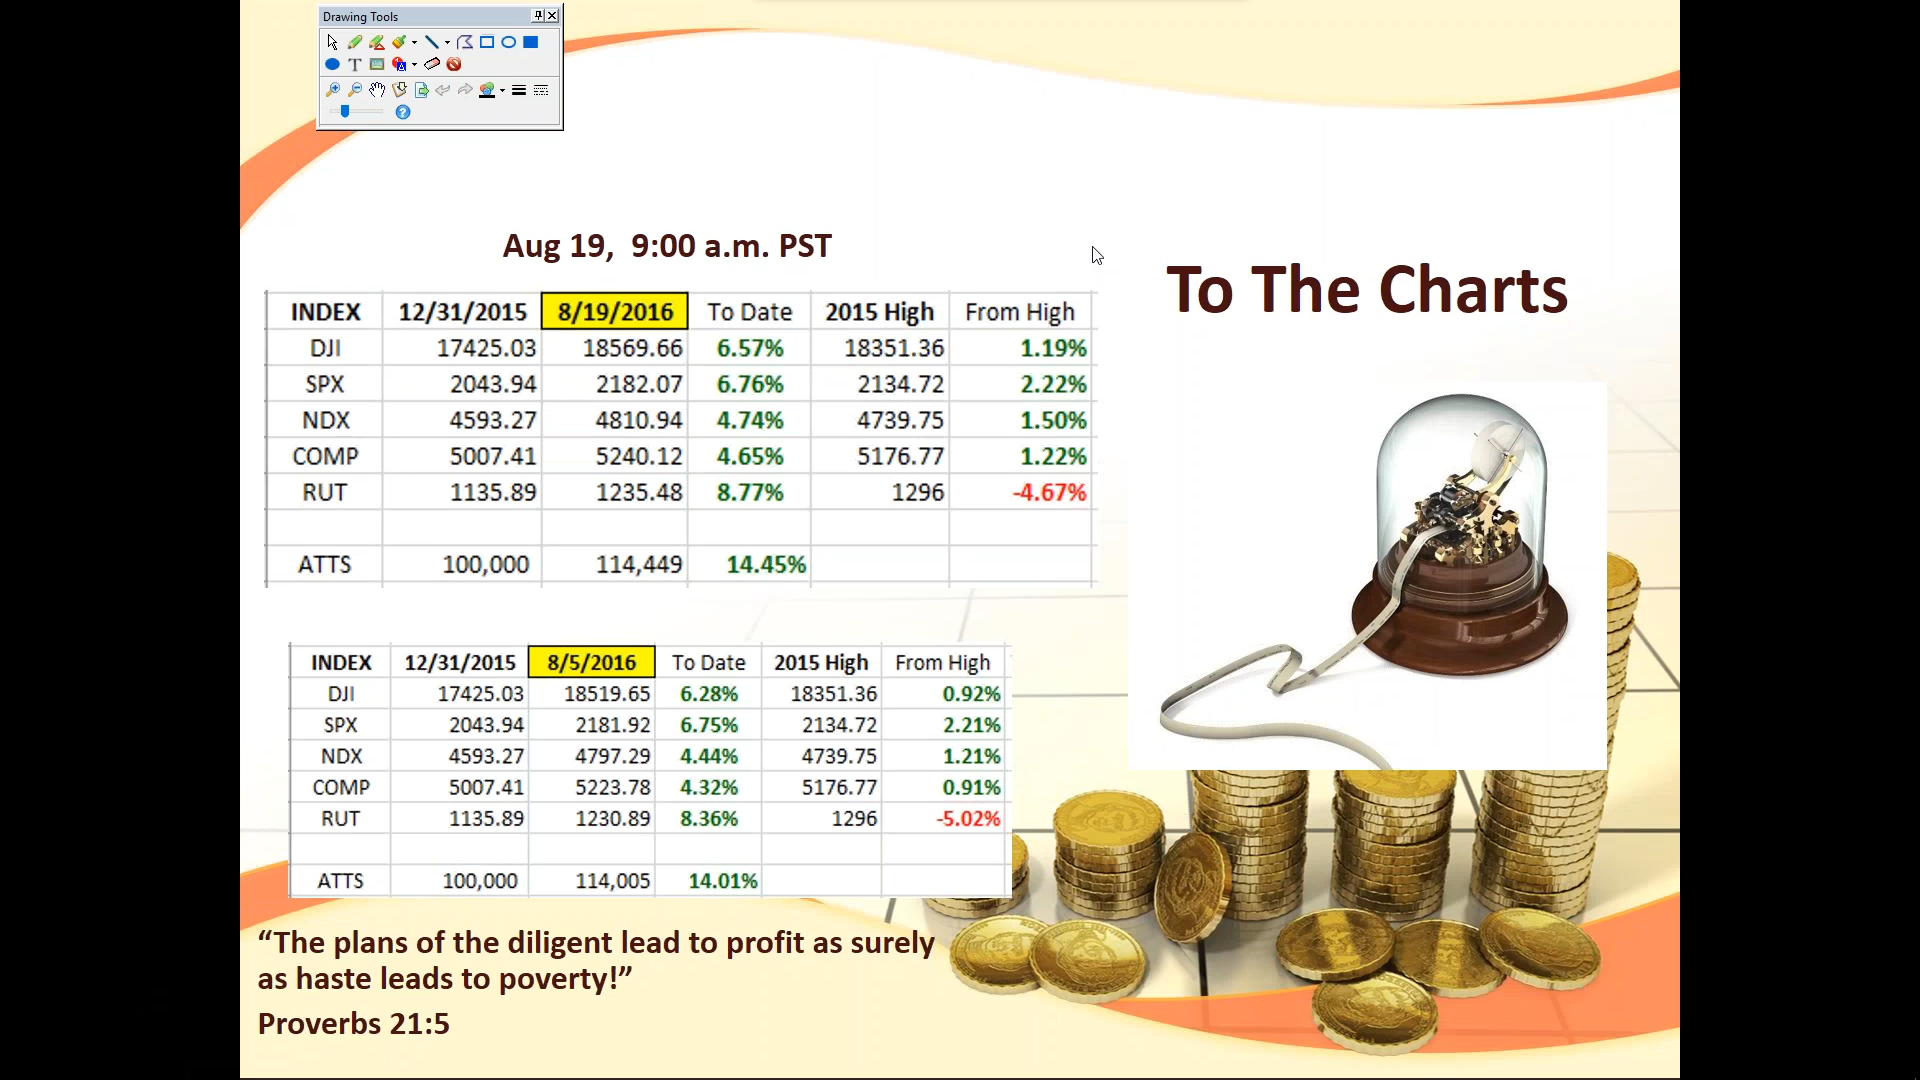 Drawing Tools
Aug 19, 9:00 a.m. PST
To The Charts
INDEX 12/31/2015 8/19/2016 To Date 2015 High From High
DJI 17425.03 18569.66 6.57% 18351.36 1.19%
SPX 2043.94 2182.07 6.76% 2134.72 2.22%
NDX 4593.27 4810.94 4.74% 4739.75 1.50%
COMP 5007.41 5240.12 4.65% 5176.77 1.22%
RUT 1135.89 1235.48 8.77% 1296 -4.67%
ATTS 100,000 114,449 14.45%
INDEX 12/31/2015 8/5/2016 To Date 2015 High From High
DJI 17425.03 18519.65 6.28% 18351.36 0.92%
SPX 2043.94 2181.92 6.75% 2134.72 2.21%
NDX 4593.27 4797.29 4.44% 4739.75 1.21%
COMP 5007.41 5223.78 4.32% 5176.77 0.91%
RUT 1135.89 1230.89 8.36% 1296 -5.02%
ATTS 100,000 114,005 14.01%
“The plans of the diligent lead to profit as surely
as haste leads to poverty!”
Proverbs 21:5